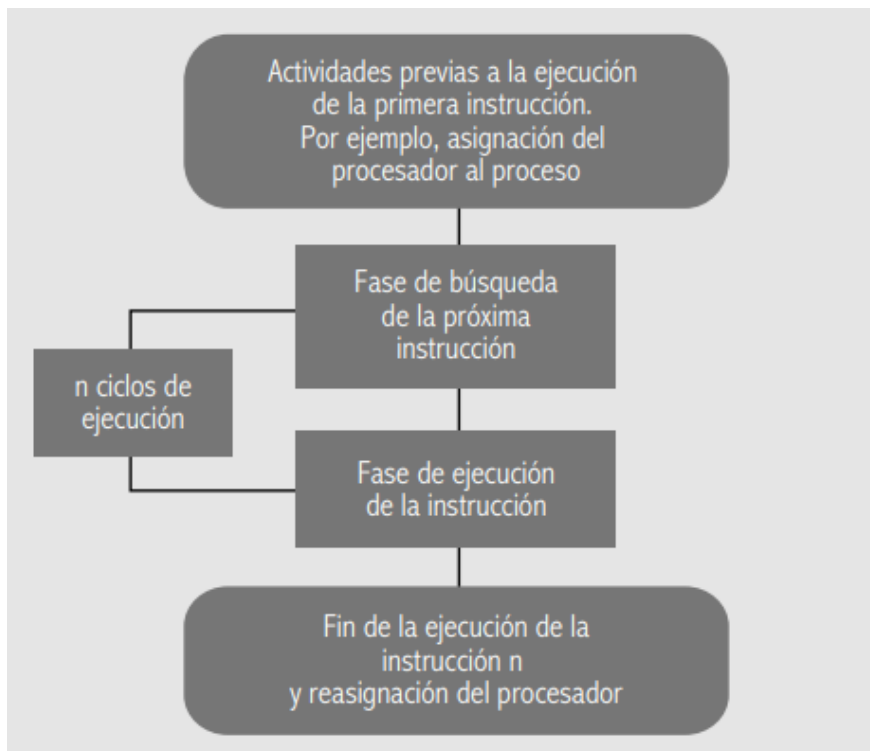 Actividades previas a la ejecución
de la primera instrucción.
Por ejemplo, asignación del
procesador al proceso
Fase de búsqueda
de la próxima
instrucción
n ciclos de
ejecución
Fase de ejecución
de la instrucción
Fin de la ejecución de la
instrucción n
y reasignación del procesador